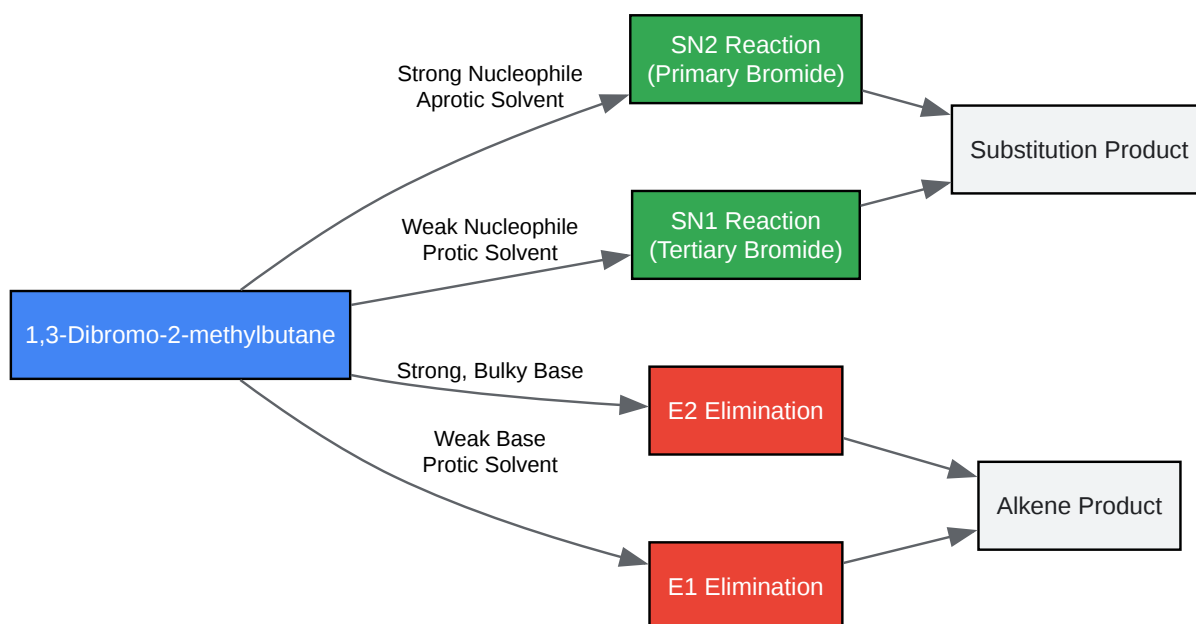 SN2 Reaction
(Primary Bromide)
Strong Nucleophile
Aprotic Solvent
Substitution Product
SN1 Reaction
(Tertiary Bromide)
Weak Nucleophile
Protic Solvent
1,3-Dibromo-2-methylbutane
Strong, Bulky Base
E2 Elimination
Weak Base
Protic Solvent
Alkene Product
E1 Elimination